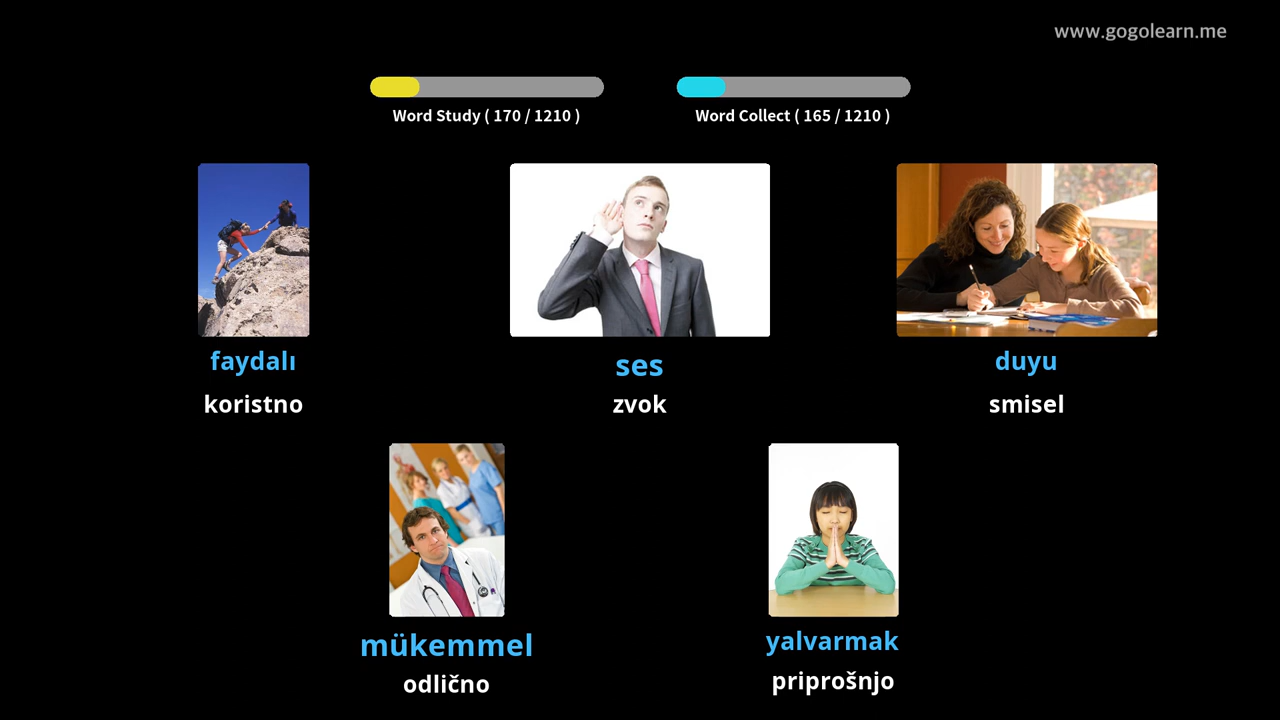 www.gogolearn.me
Word Study ( 170 / 1210 )
Word Collect ( 165 / 1210 )
faydalı
koristno
ses
zvok
duyu
smisel
mükemmel
odlično
yalvarmak
priprošnjo